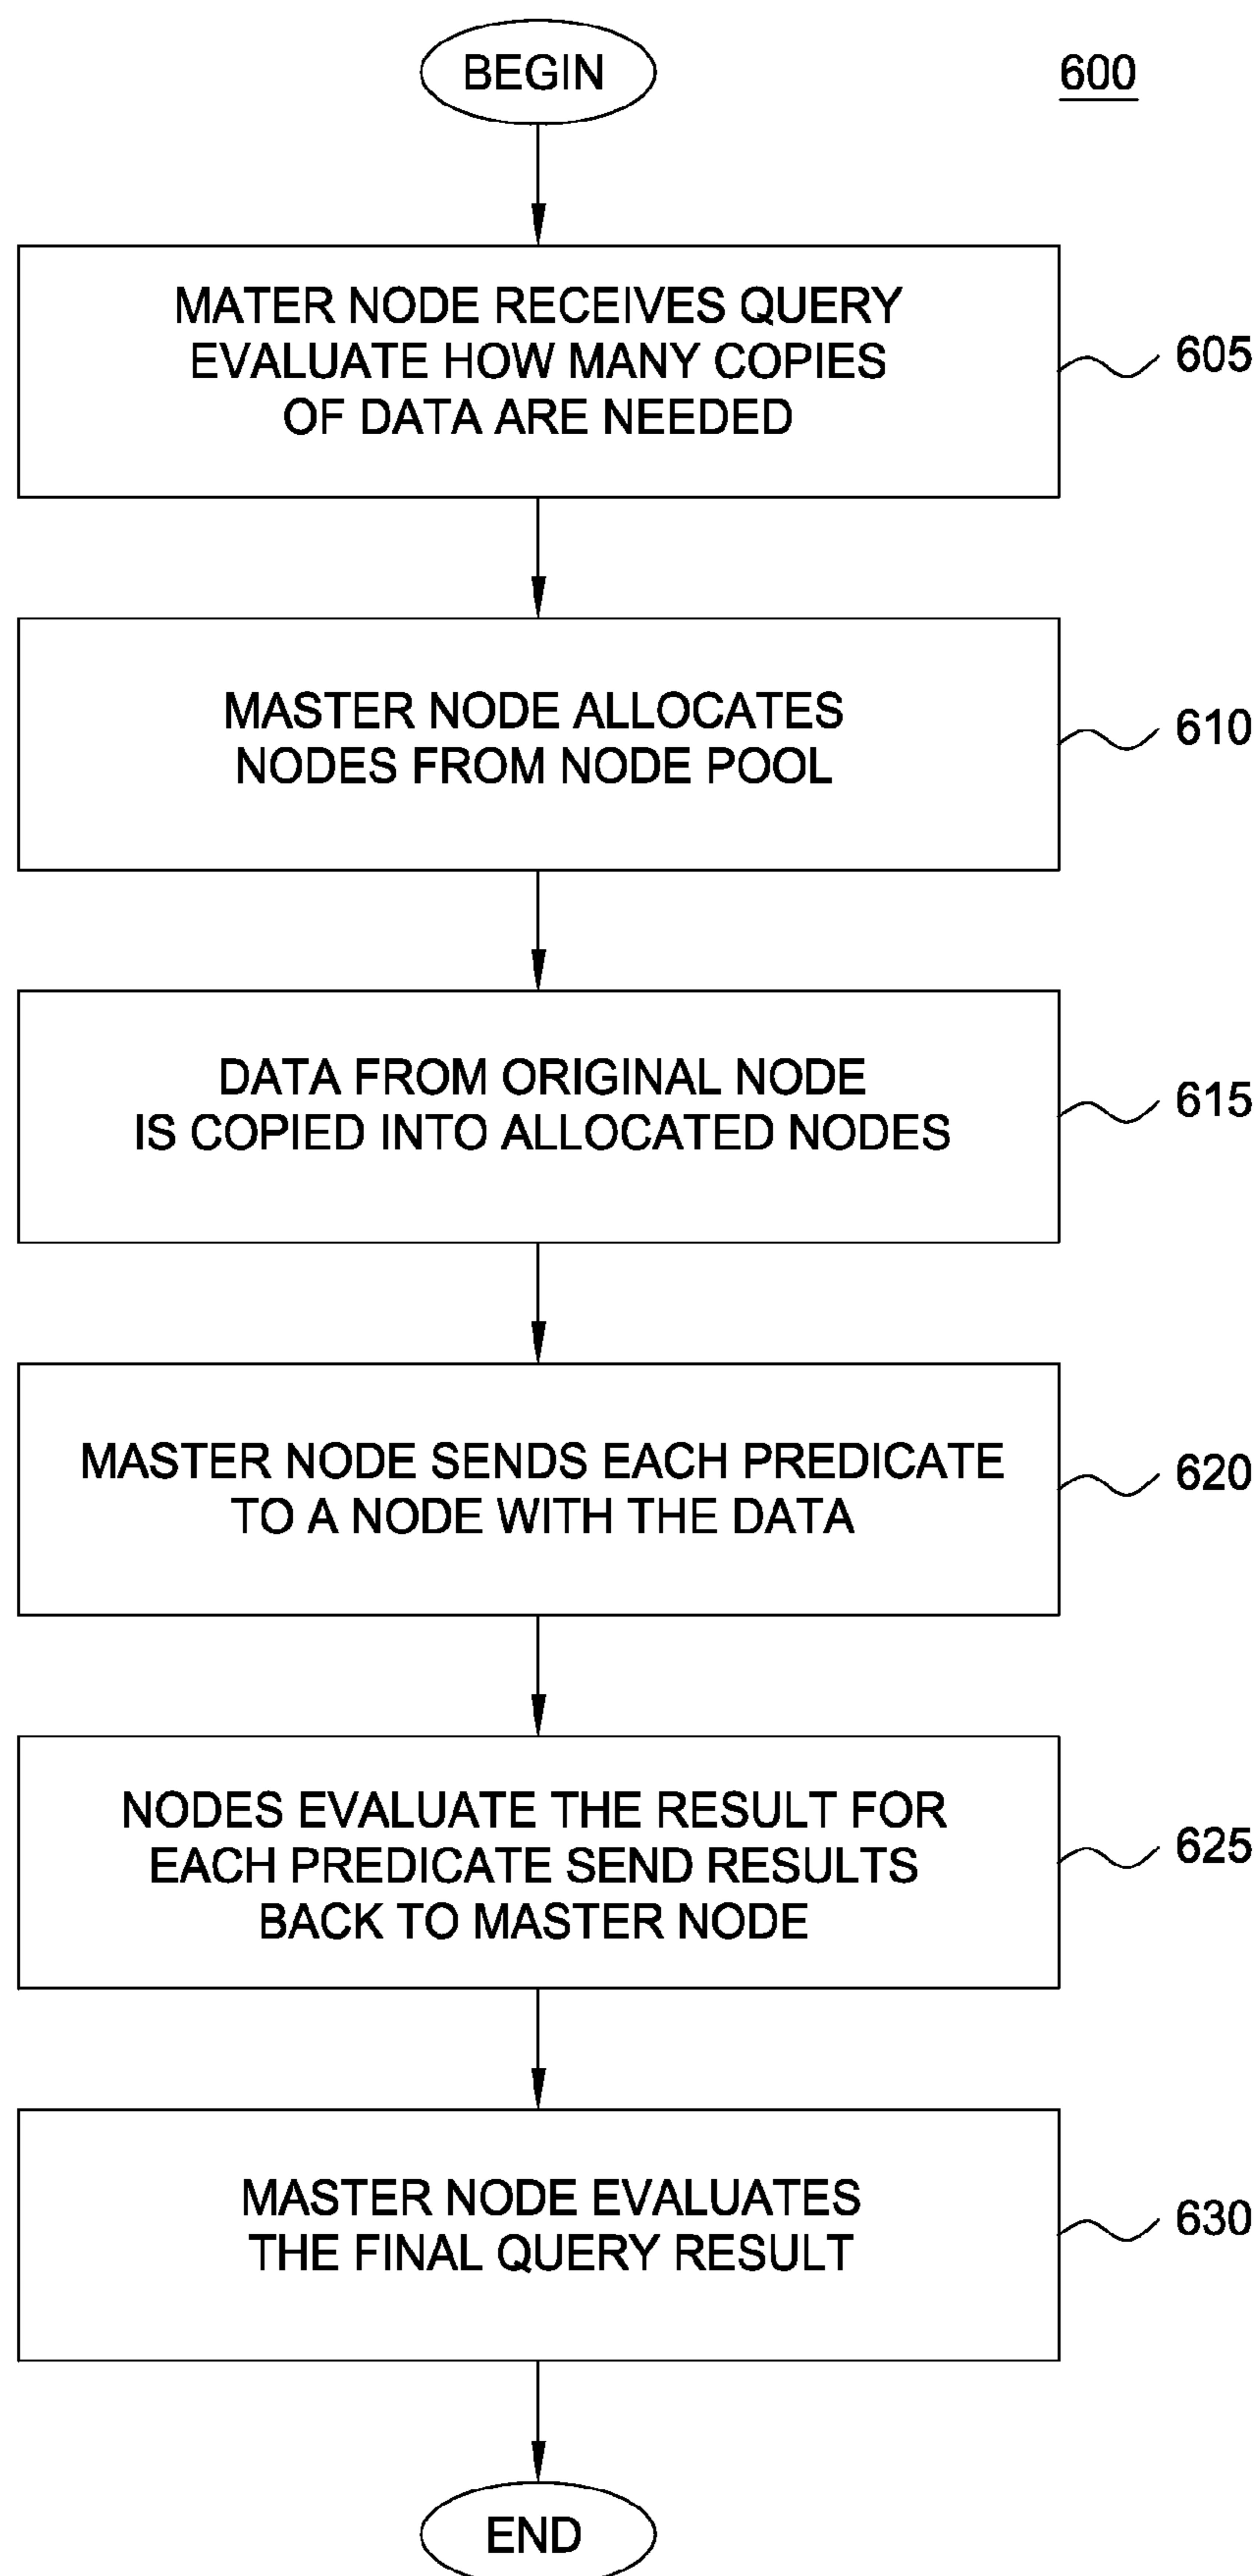 BEGIN
600
MATER NODE RECEIVES QUERY
EVALUATE HOW MANY COPIES
OF DATA ARE NEEDED
605
MASTER NODE ALLOCATES
NODES FROM NODE POOL
610
DATA FROM ORIGINAL NODE
IS COPIED INTO ALLOCATED NODES
615
MASTER NODE SENDS EACH PREDICATE
TO A NODE WITH THE DATA
620
NODES EVALUATE THE RESULT FOR
EACH PREDICATE SEND RESULTS
BACK TO MASTER NODE
625
MASTER NODE EVALUATES
THE FINAL QUERY RESULT
630
END